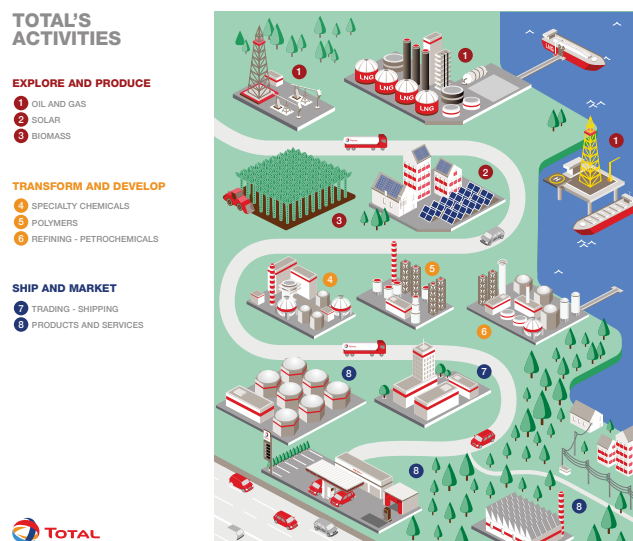 TOTAL'S
ACTIVITIES
EXPLORE AND PRODUCE
1 OIL AND GAS
2 SOLAR
3 BIOMASS
TRANSFORM AND DEVELOP
4 SPECIALTY CHEMICALS
5 POLYMERS
6 REFINING - PETROCHEMICALS
SHIP AND MARKET
7 TRADING - SHIPPING
8 PRODUCTS AND SERVICES
TOTAL
1
1
LNG
LNG
LNG
LNG
LNG
1
H
2
3
4
5
6
8
7
8
8